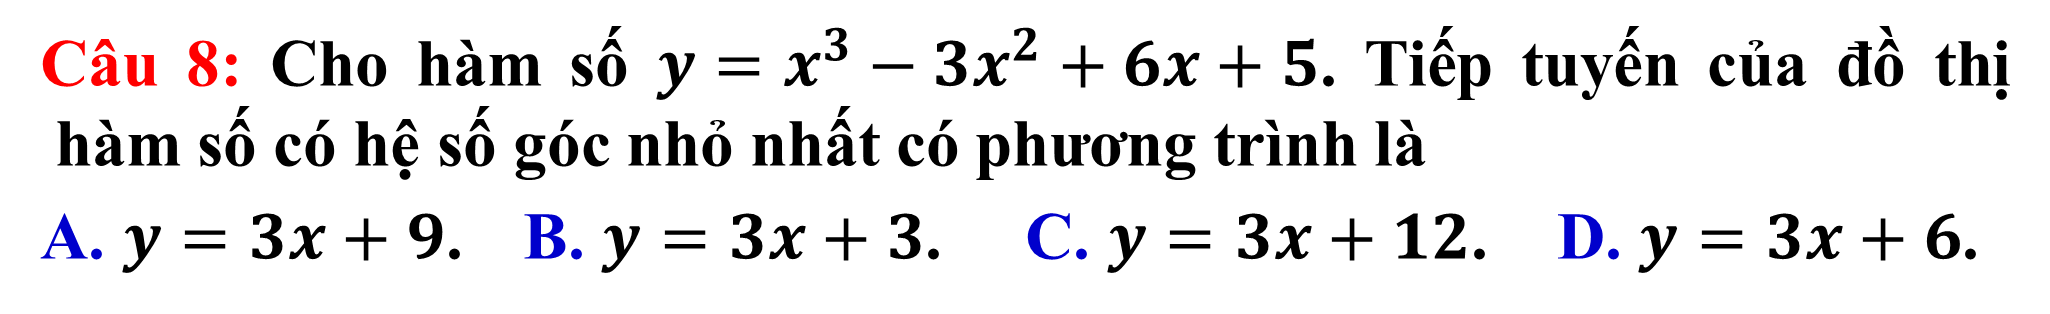 Câu 8: Cho hàm số y = x³ − 3x² + 6x + 5. Tiếp tuyến của đồ thị
hàm số có hệ số góc nhỏ nhất có phương trình là
A. y = 3x + 9. B. y = 3x + 3. C. y = 3x + 12. D. y = 3x + 6.